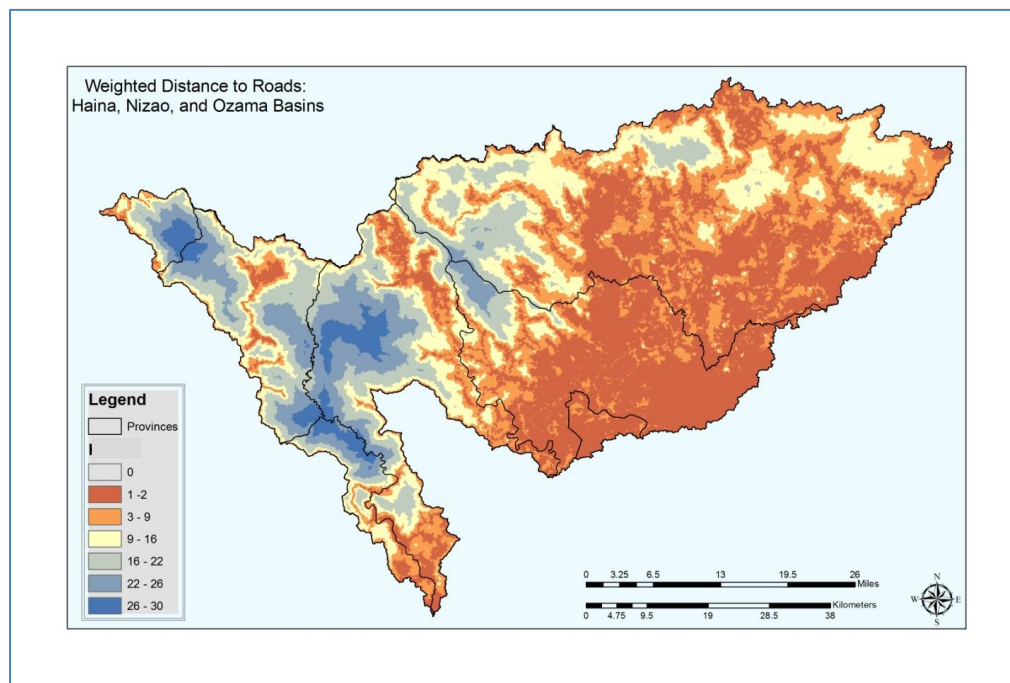 Weighted Distance to Roads:
Haina, Nizao, and Ozama Basins
Legend
Provinces
0
1 -2
3 - 9
9 - 16
16 - 22
22 - 26
26 - 30
0 3.25 6.5 13 19.5 26
Miles
Kilometers
0 4.75 9.5 19 28.5 38
N
W E
S